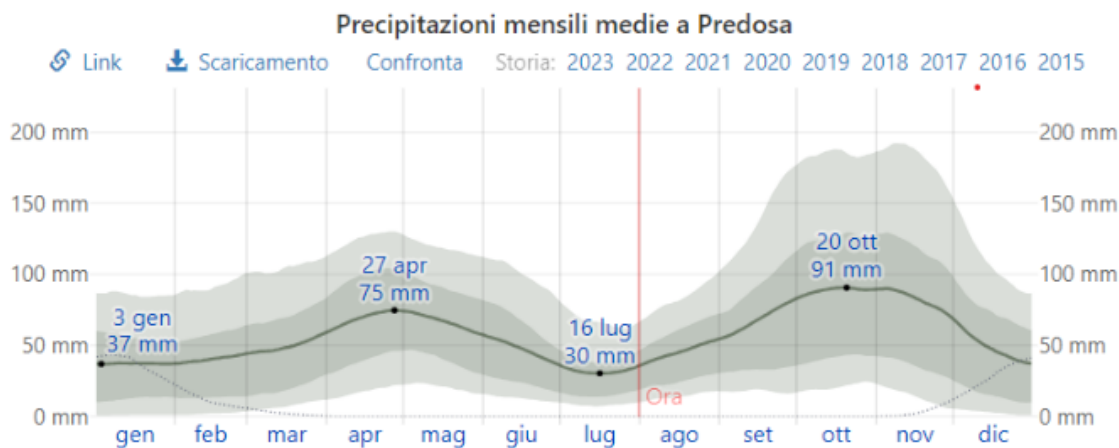 Precipitazioni mensili medie a Predosa
Link Scaricamento Confronta Storia: 2023 2022 2021 2020 2019 2018 2017 2016 2015
200 mm 200 mm
150 mm 150 mm
100 mm 100 mm
50 mm 50 mm
0 mm 0 mm
3 gen
37 mm
27 apr
75 mm
16 lug
30 mm
20 ott
91 mm
Ora
gen feb mar apr mag giu lug ago set ott nov dic